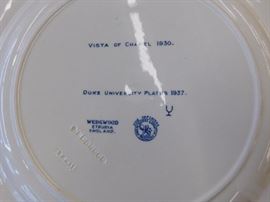 VISTA OF CHAPEL 1930.
DUKE UNIVERSITY PLATES 1937.
WEDGWOOD
ETRURIA
ENGLAND.